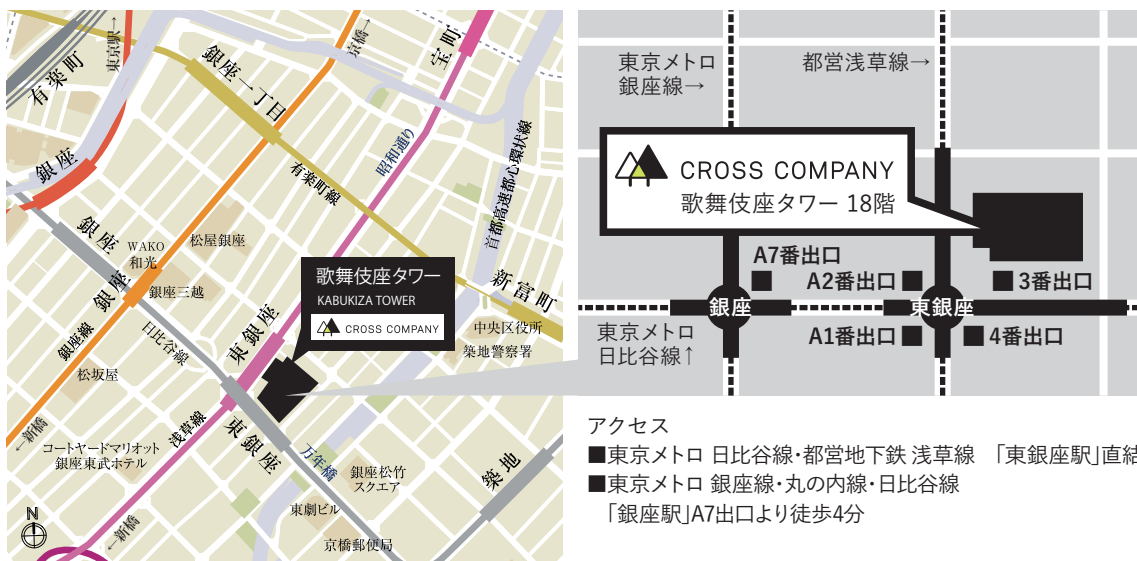 東京駅→
京橋→
宝町
有楽町
銀座一丁目
昭和通り
首都高速都心環状線
銀座
有楽町線
銀座
WAKO
和光
松屋銀座
銀座
銀座三越
歌舞伎座タワー
KABUKIZA TOWER
CROSS COMPANY
新富町
中央区役所
築地警察署
東銀座
日比谷線
銀座線
松坂屋
浅草線
←新橋
コートヤードマリオット
銀座東武ホテル
東銀座
万年橋
銀座松竹
スクエア
築地
東劇ビル
京橋郵便局
←新橋
N
東京メトロ
銀座線→
都営浅草線→
CROSS COMPANY
歌舞伎座タワー 18階
A7番出口
A2番出口
3番出口
銀座
東銀座
東京メトロ
日比谷線↑
A1番出口
4番出口
アクセス
■東京メトロ 日比谷線・都営地下鉄 浅草線 「東銀座駅」直結
■東京メトロ 銀座線・丸の内線・日比谷線
「銀座駅」A7出口より徒歩4分